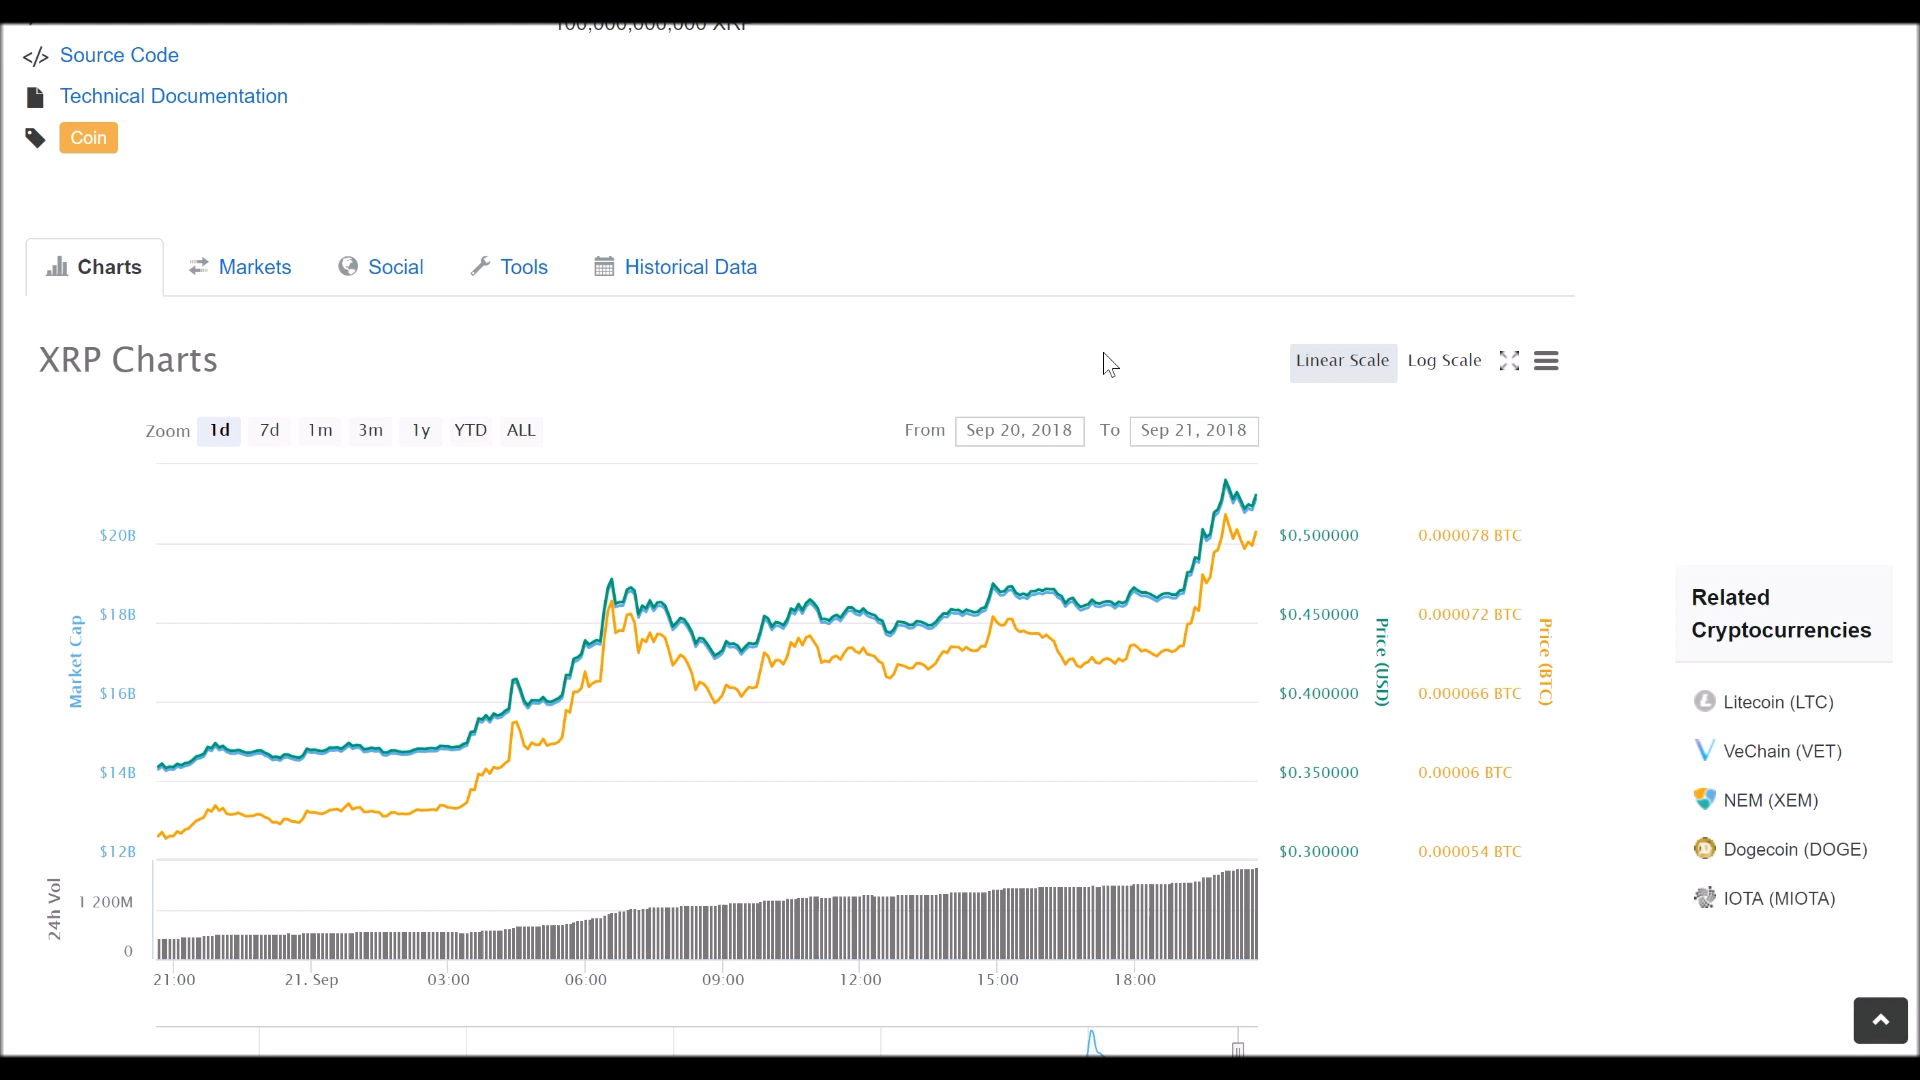 100,000,000,000 XRP
Source Code
Technical Documentation
Coin
Charts
Markets
Social
Tools
Historical Data
XRP Charts
Linear Scale
Log Scale
Zoom 1d 7d 1m 3m 1y YTD ALL
From Sep 20, 2018 To Sep 21, 2018
Market Cap
$20B
$18B
$16B
$14B
$12B
$0.500000
$0.450000
$0.400000
$0.350000
$0.300000
Price (USD)
0.000078 BTC
0.000072 BTC
0.000066 BTC
0.00006 BTC
0.000054 BTC
Price (BTC)
24h Vol
1 200M
0
21:00 21. Sep 03:00 06:00 09:00 12:00 15:00 18:00
Related
Cryptocurrencies
Litecoin (LTC)
VeChain (VET)
NEM (XEM)
Dogecoin (DOGE)
IOTA (MIOTA)